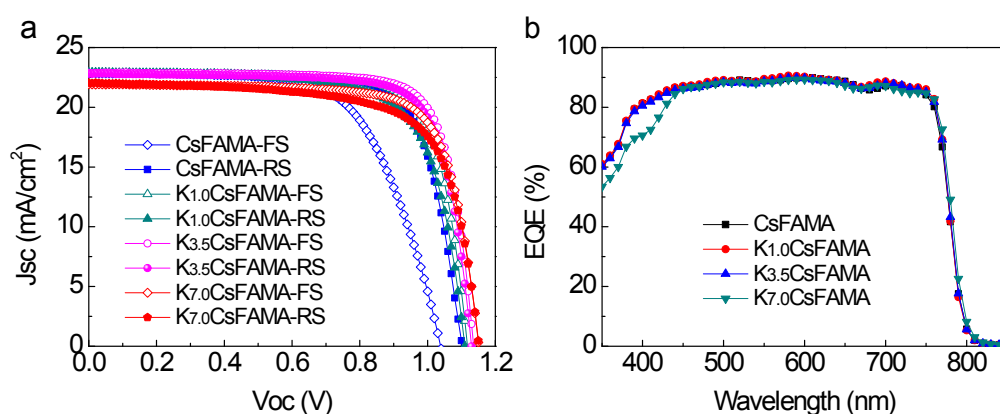 a
25
20
15
10
5
0
Jsc (mA/cm²)
0.0 0.2 0.4 0.6 0.8 1.0 1.2
Voc (V)
CsFAMA-FS
CsFAMA-RS
K1.0CsFAMA-FS
K1.0CsFAMA-RS
K3.5CsFAMA-FS
K3.5CsFAMA-RS
K7.0CsFAMA-FS
K7.0CsFAMA-RS
b
100
80
60
40
20
0
EQE (%)
400 500 600 700 800
Wavelength (nm)
CsFAMA
K1.0CsFAMA
K3.5CsFAMA
K7.0CsFAMA